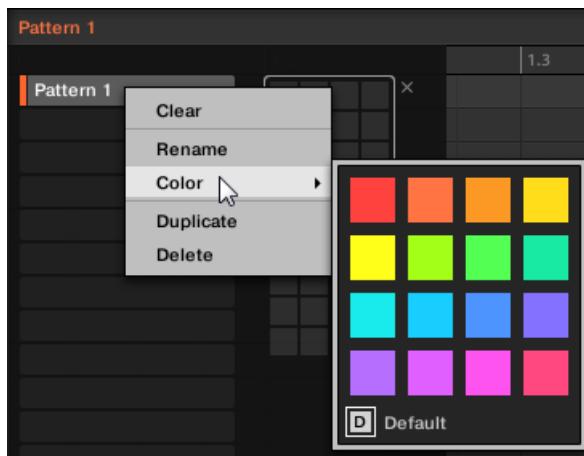 Pattern 1
1.3
Pattern 1
Clear
Rename
Color
Duplicate
Delete
D Default